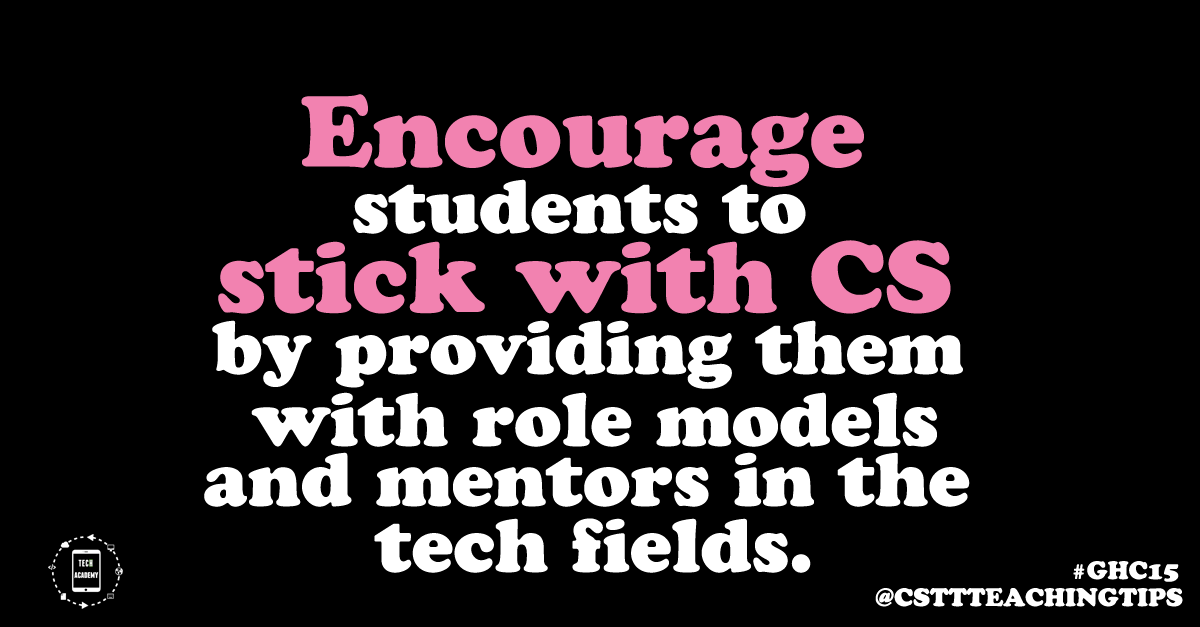 Encourage
students to
stick with CS
by providing them
with role models
and mentors in the
tech fields.
TECH
ACADEMY
#GHC15
@CSTTTEACHINGTIPS